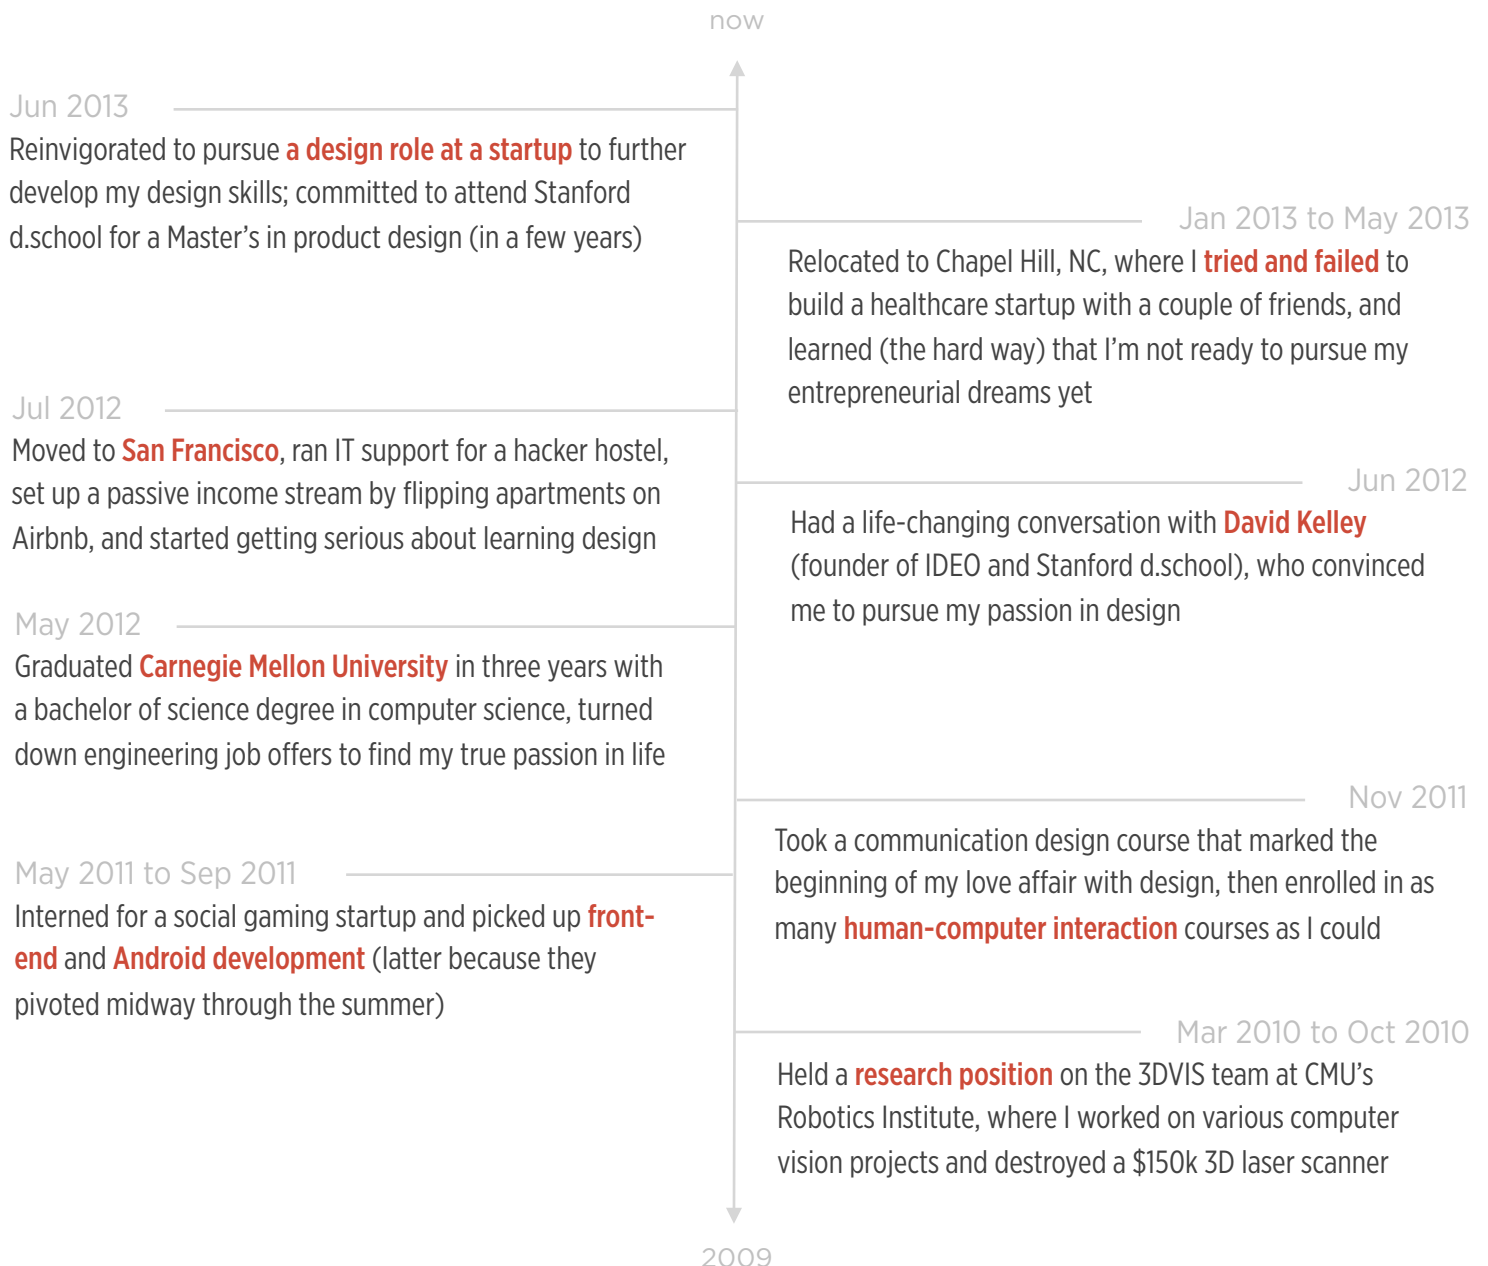 now
Jun 2013
Reinvigorated to pursue a design role at a startup to further
develop my design skills; committed to attend Stanford
d.school for a Master’s in product design (in a few years)
Jan 2013 to May 2013
Relocated to Chapel Hill, NC, where I tried and failed to
build a healthcare startup with a couple of friends, and
learned (the hard way) that I’m not ready to pursue my
entrepreneurial dreams yet
Jul 2012
Moved to San Francisco, ran IT support for a hacker hostel,
set up a passive income stream by flipping apartments on
Airbnb, and started getting serious about learning design
Jun 2012
Had a life-changing conversation with David Kelley
(founder of IDEO and Stanford d.school), who convinced
me to pursue my passion in design
May 2012
Graduated Carnegie Mellon University in three years with
a bachelor of science degree in computer science, turned
down engineering job offers to find my true passion in life
Nov 2011
Took a communication design course that marked the
beginning of my love affair with design, then enrolled in as
many human-computer interaction courses as I could
May 2011 to Sep 2011
Interned for a social gaming startup and picked up front-
end and Android development (latter because they
pivoted midway through the summer)
Mar 2010 to Oct 2010
Held a research position on the 3DVIS team at CMU’s
Robotics Institute, where I worked on various computer
vision projects and destroyed a $150k 3D laser scanner
2009